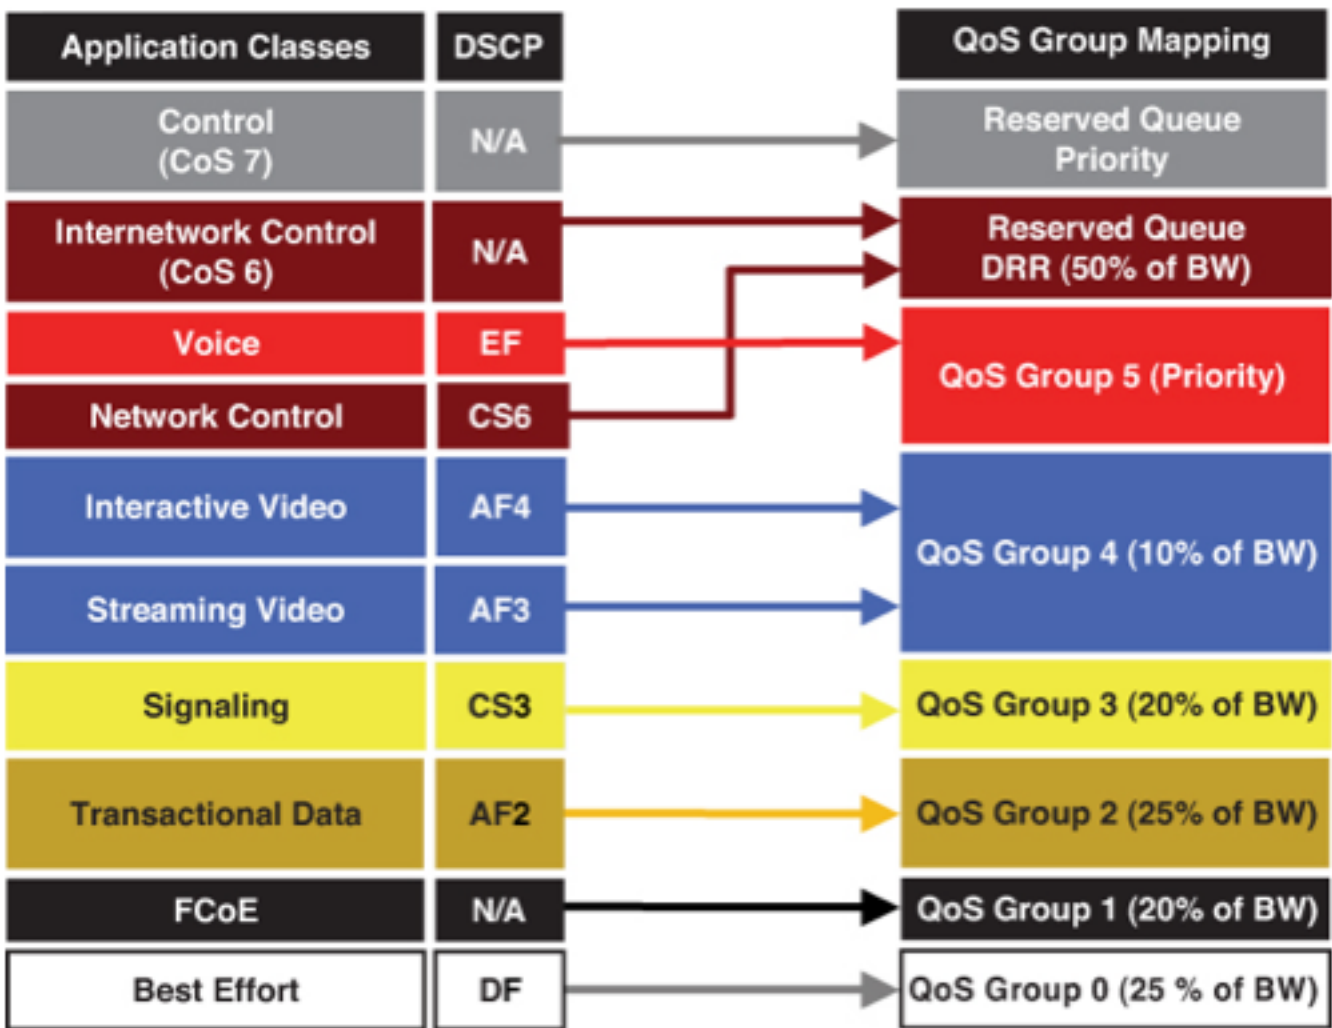 Application Classes DSCP QoS Group Mapping
Control
(CoS 7)
N/A
Reserved Queue
Priority
Internetwork Control
(CoS 6)
N/A
Reserved Queue
DRR (50% of BW)
Voice EF
QoS Group 5 (Priority)
Network Control CS6
Interactive Video AF4
QoS Group 4 (10% of BW)
Streaming Video AF3
Signaling CS3 QoS Group 3 (20% of BW)
Transactional Data AF2 QoS Group 2 (25% of BW)
FCoE N/A QoS Group 1 (20% of BW)
Best Effort DF QoS Group 0 (25 % of BW)